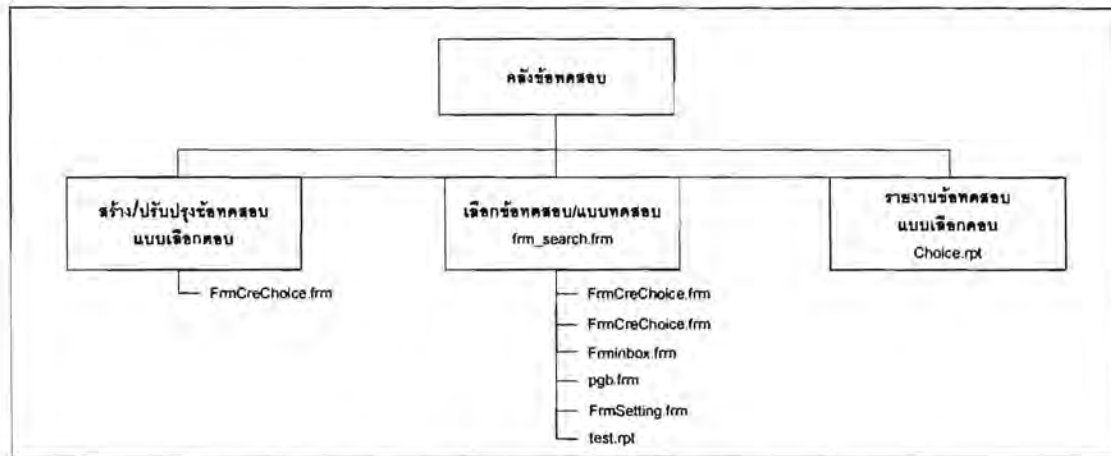 คลังข้อทดสอบ
สร้าง/ปรับปรุงข้อทดสอบ
แบบเลือกตอบ
FrmCreChoice.frm
เลือกข้อทดสอบ/แบบทดสอบ
frm_search.frm
FrmCreChoice.frm
FrmCreChoice.frm
Frminbox.frm
pgb.frm
FrmSetting.frm
test.rpt
รายงานข้อทดสอบ
แบบเลือกตอบ
Choice.rpt